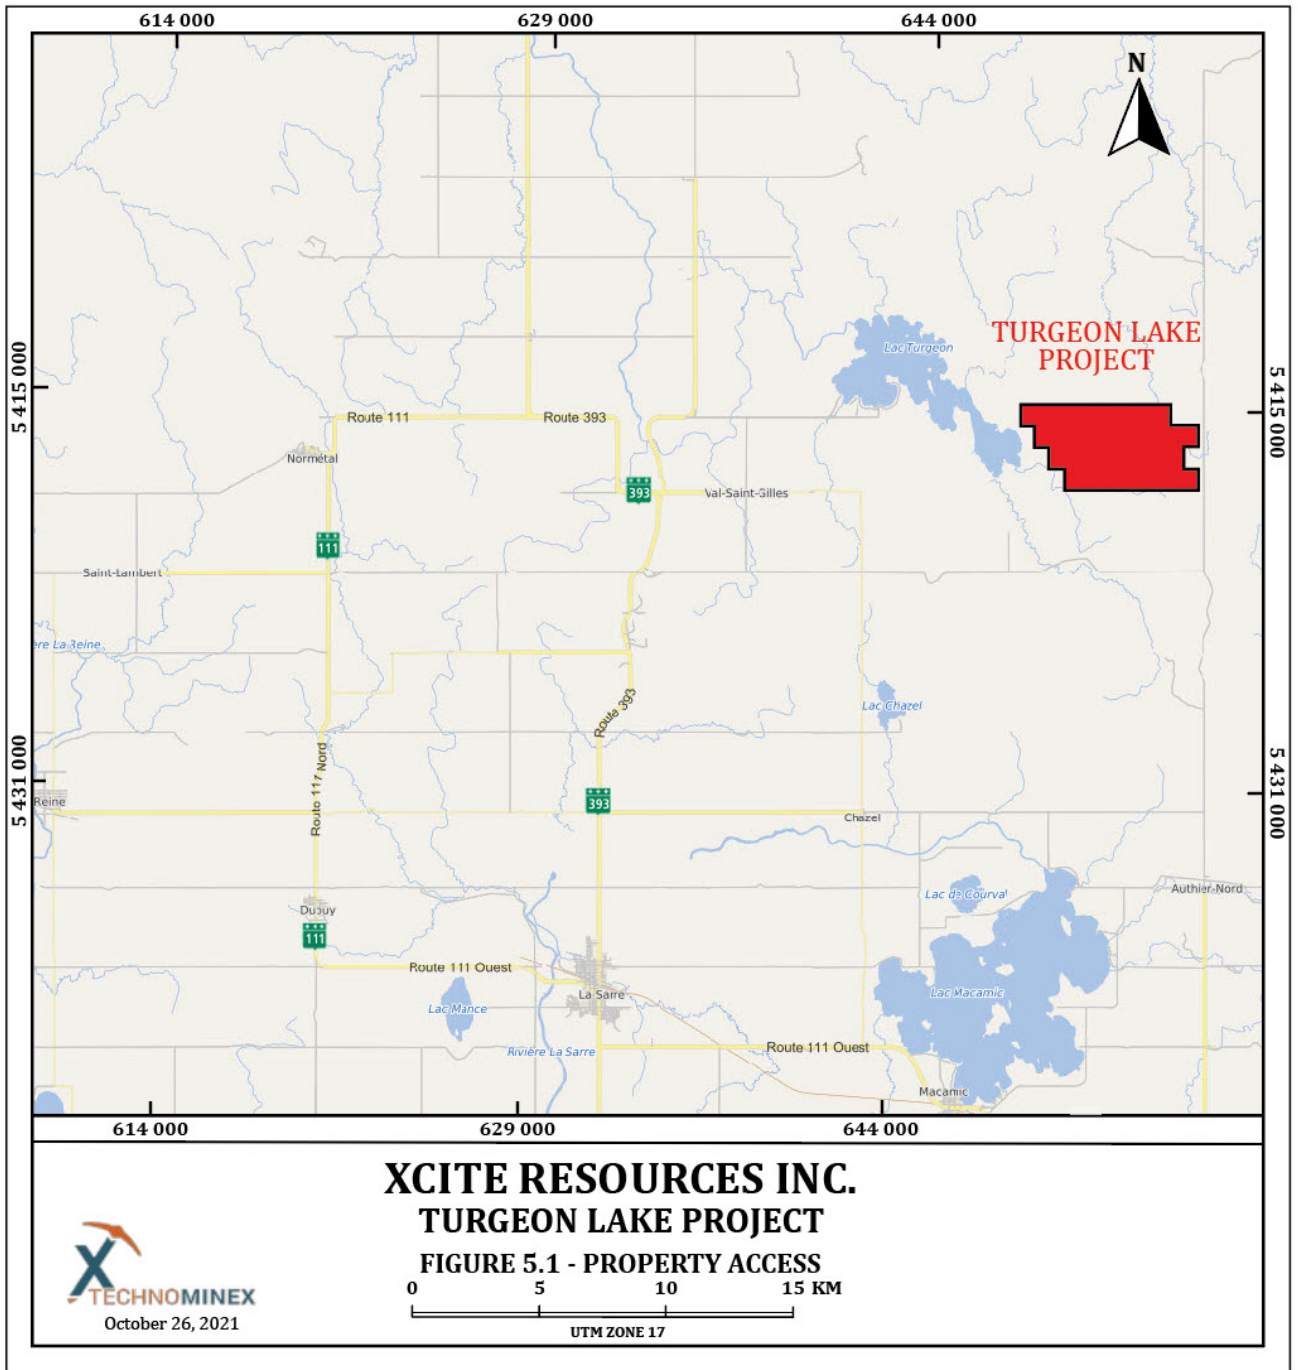 614 000
629 000
644 000
N
TURGEON LAKE
PROJECT
Lac Turgeon
5 415 000
5 415 000
Route 111
Route 393
Normétal
393
Val-Saint-Gilles
111
Saint-Lambert
ere La Reine
Lac Chazel
Route 393
Route 117 Nord
5 431 000
5 431 000
Reine
393
Chazel
Lac de Courval
Authier-Nord
Dupuy
111
Route 111 Ouest
La Sarre
Lac Macamic
Lac Mance
Rivière La Sarre
Route 111 Ouest
Macamic
614 000
629 000
644 000
XCITE RESOURCES INC.
TURGEON LAKE PROJECT
FIGURE 5.1 - PROPERTY ACCESS
0 5 10 15 KM
UTM ZONE 17
X
TECHNOMINEX
October 26, 2021